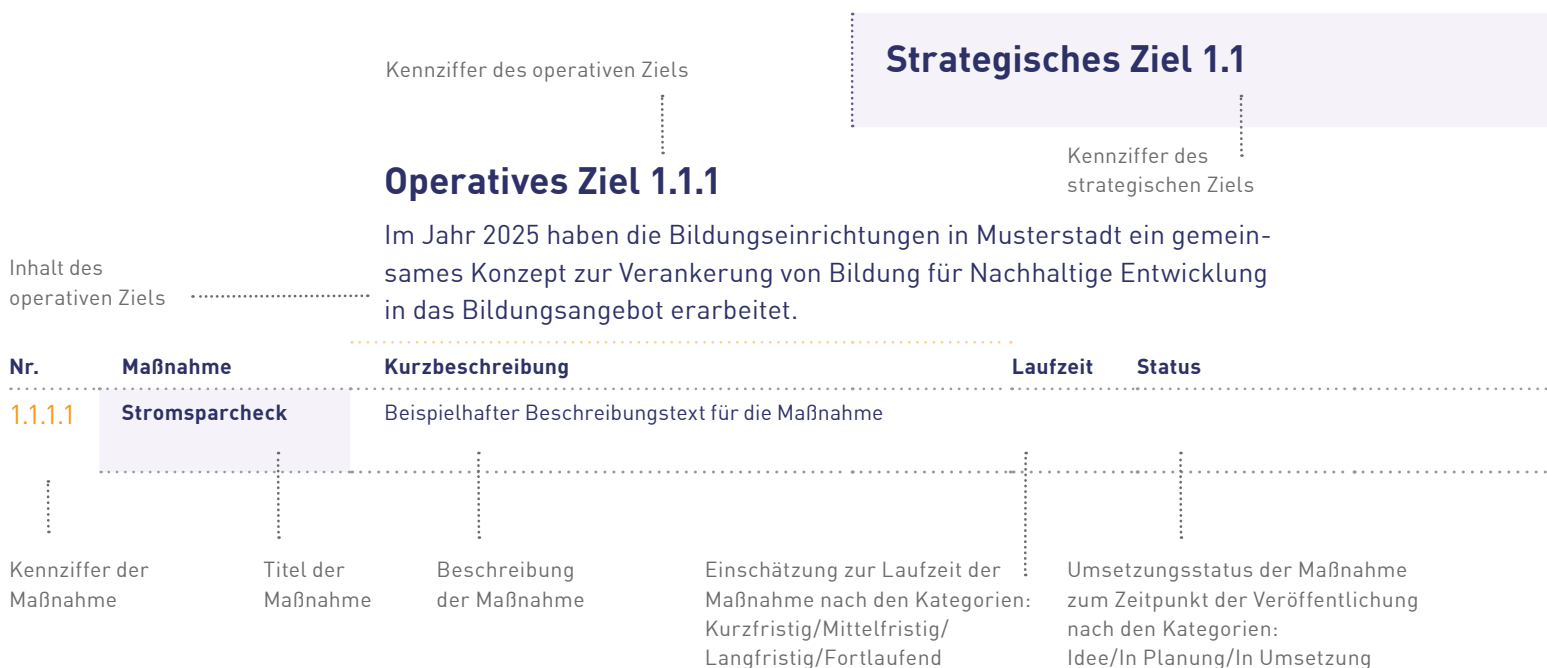 Strategisches Ziel 1.1
Kennziffer des operativen Ziels
Kennziffer des
strategischen Ziels
Operatives Ziel 1.1.1
Im Jahr 2025 haben die Bildungseinrichtungen in Musterstadt ein gemein-
sames Konzept zur Verankerung von Bildung für Nachhaltige Entwicklung
in das Bildungsangebot erarbeitet.
Inhalt des
operativen Ziels
Nr. Maßnahme Kurzbeschreibung Laufzeit Status
1.1.1.1 Stromsparcheck Beispielhafter Beschreibungstext für die Maßnahme
Kennziffer der
Maßnahme
Titel der
Maßnahme
Beschreibung
der Maßnahme
Einschätzung zur Laufzeit der
Maßnahme nach den Kategorien:
Kurzfristig/Mittelfristig/
Langfristig/Fortlaufend
Umsetzungsstatus der Maßnahme
zum Zeitpunkt der Veröffentlichung
nach den Kategorien:
Idee/In Planung/In Umsetzung